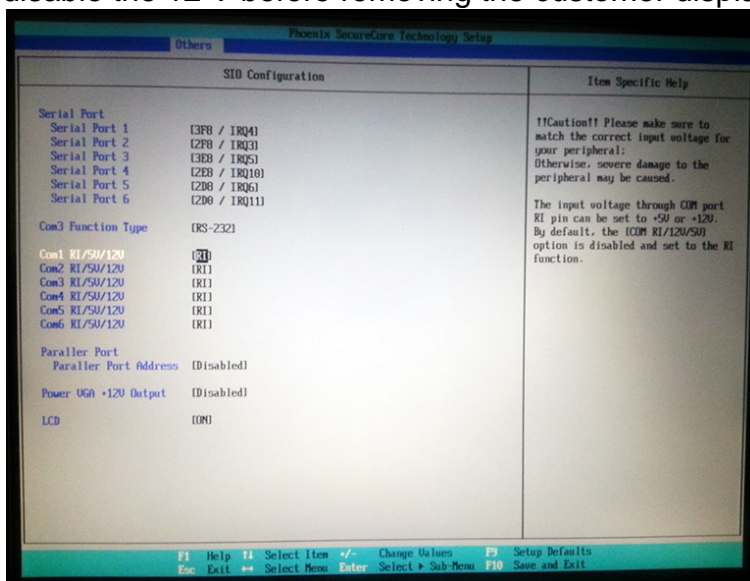 disable the 12 V before removing the customer displa
Phoenix SecureCore Technology Setup
Others
SIO Configuration
Item Specific Help
Serial Port
Serial Port 1 [3F8 / IRQ4]
Serial Port 2 [2F8 / IRQ3]
Serial Port 3 [3E8 / IRQ5]
Serial Port 4 [2E8 / IRQ10]
Serial Port 5 [2D8 / IRQ6]
Serial Port 6 [2D0 / IRQ11]
Com3 Function Type [RS-232]
Com1 RI/5V/12V [RI]
Com2 RI/5V/12V [RI]
Com3 RI/5V/12V [RI]
Com4 RI/5V/12V [RI]
Com5 RI/5V/12V [RI]
Com6 RI/5V/12V [RI]
Paraller Port
Paraller Port Address [Disabled]
Power VGA +12V Output [Disabled]
LCD [ON]
!!Caution!! Please make sure to
match the correct input voltage for
your peripheral;
Otherwise, severe damage to the
peripheral may be caused.
The input voltage through COM port
RI pin can be set to +5V or +12V.
By default, the [COM RI/12V/5V]
option is disabled and set to the RI
function.
F1 Help ↑↓ Select Item +/- Change Values F9 Setup Defaults
Esc Exit ↔ Select Menu Enter Select ▶ Sub-Menu F10 Save and Exit